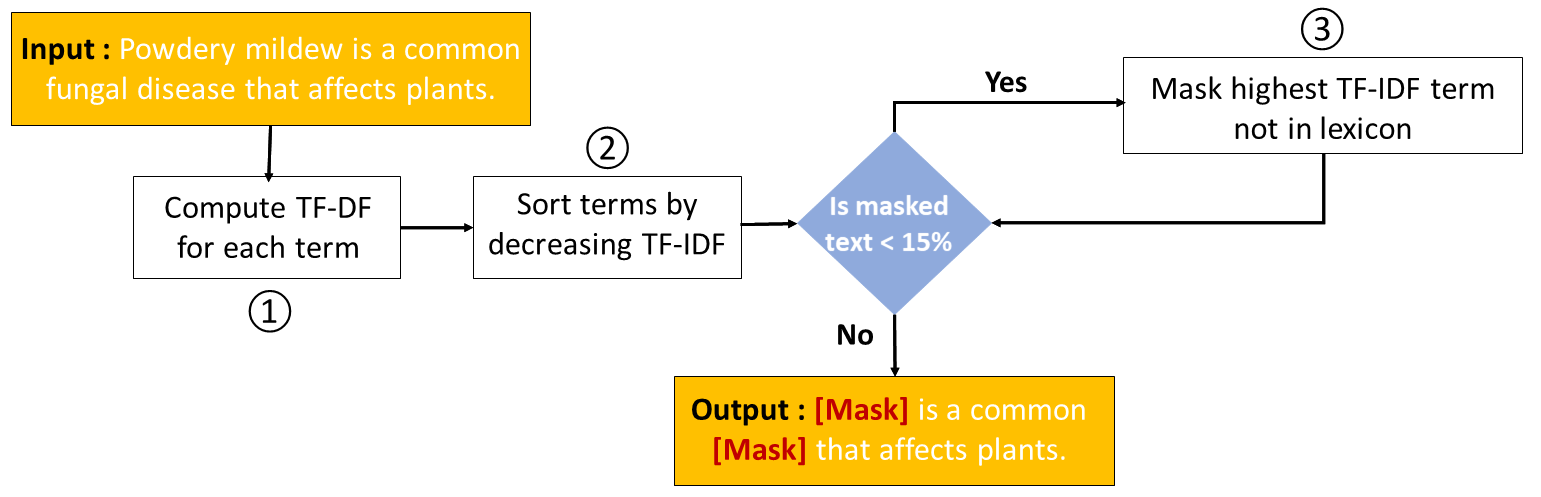 Input : Powdery mildew is a common
fungal disease that affects plants.
①
Compute TF-DF
for each term
②
Sort terms by
decreasing TF-IDF
Is masked
text < 15%
Yes
③
Mask highest TF-IDF term
not in lexicon
No
Output : [Mask] is a common
[Mask] that affects plants.